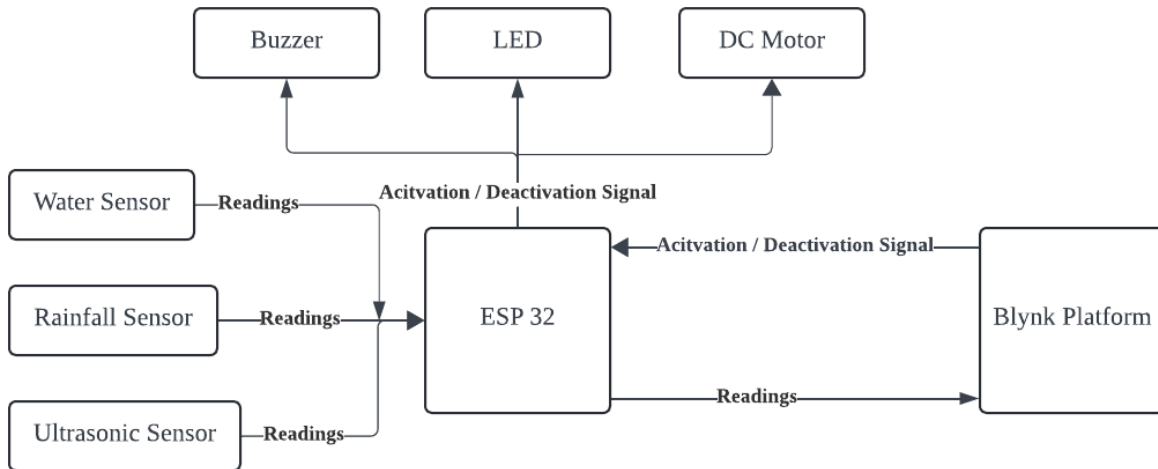 Buzzer
LED
DC Motor
Acitvation / Deactivation Signal
Water Sensor
Readings
Acitvation / Deactivation Signal
Rainfall Sensor
Readings
ESP 32
Blynk Platform
Readings
Ultrasonic Sensor
Readings